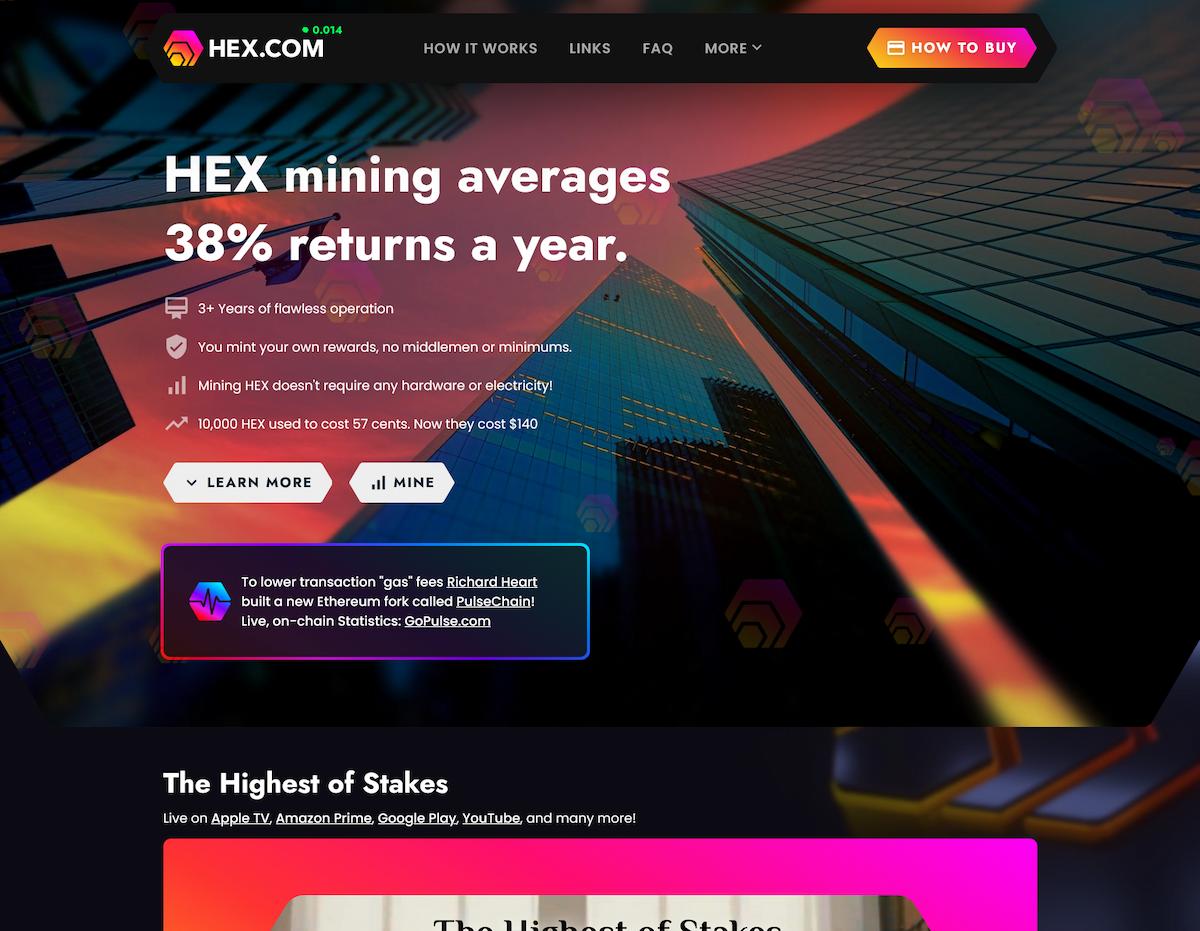 0.014
HEX.COM
HOW IT WORKS
LINKS
FAQ
MORE
HOW TO BUY
HEX mining averages
38% returns a year.
3+ Years of flawless operation
You mint your own rewards, no middlemen or minimums.
Mining HEX doesn't require any hardware or electricity!
10,000 HEX used to cost 57 cents. Now they cost $140
LEARN MORE
MINE
To lower transaction "gas" fees Richard Heart
built a new Ethereum fork called PulseChain!
Live, on-chain Statistics: GoPulse.com
The Highest of Stakes
Live on Apple TV, Amazon Prime, Google Play, YouTube, and many more!
The Highest of Stakes